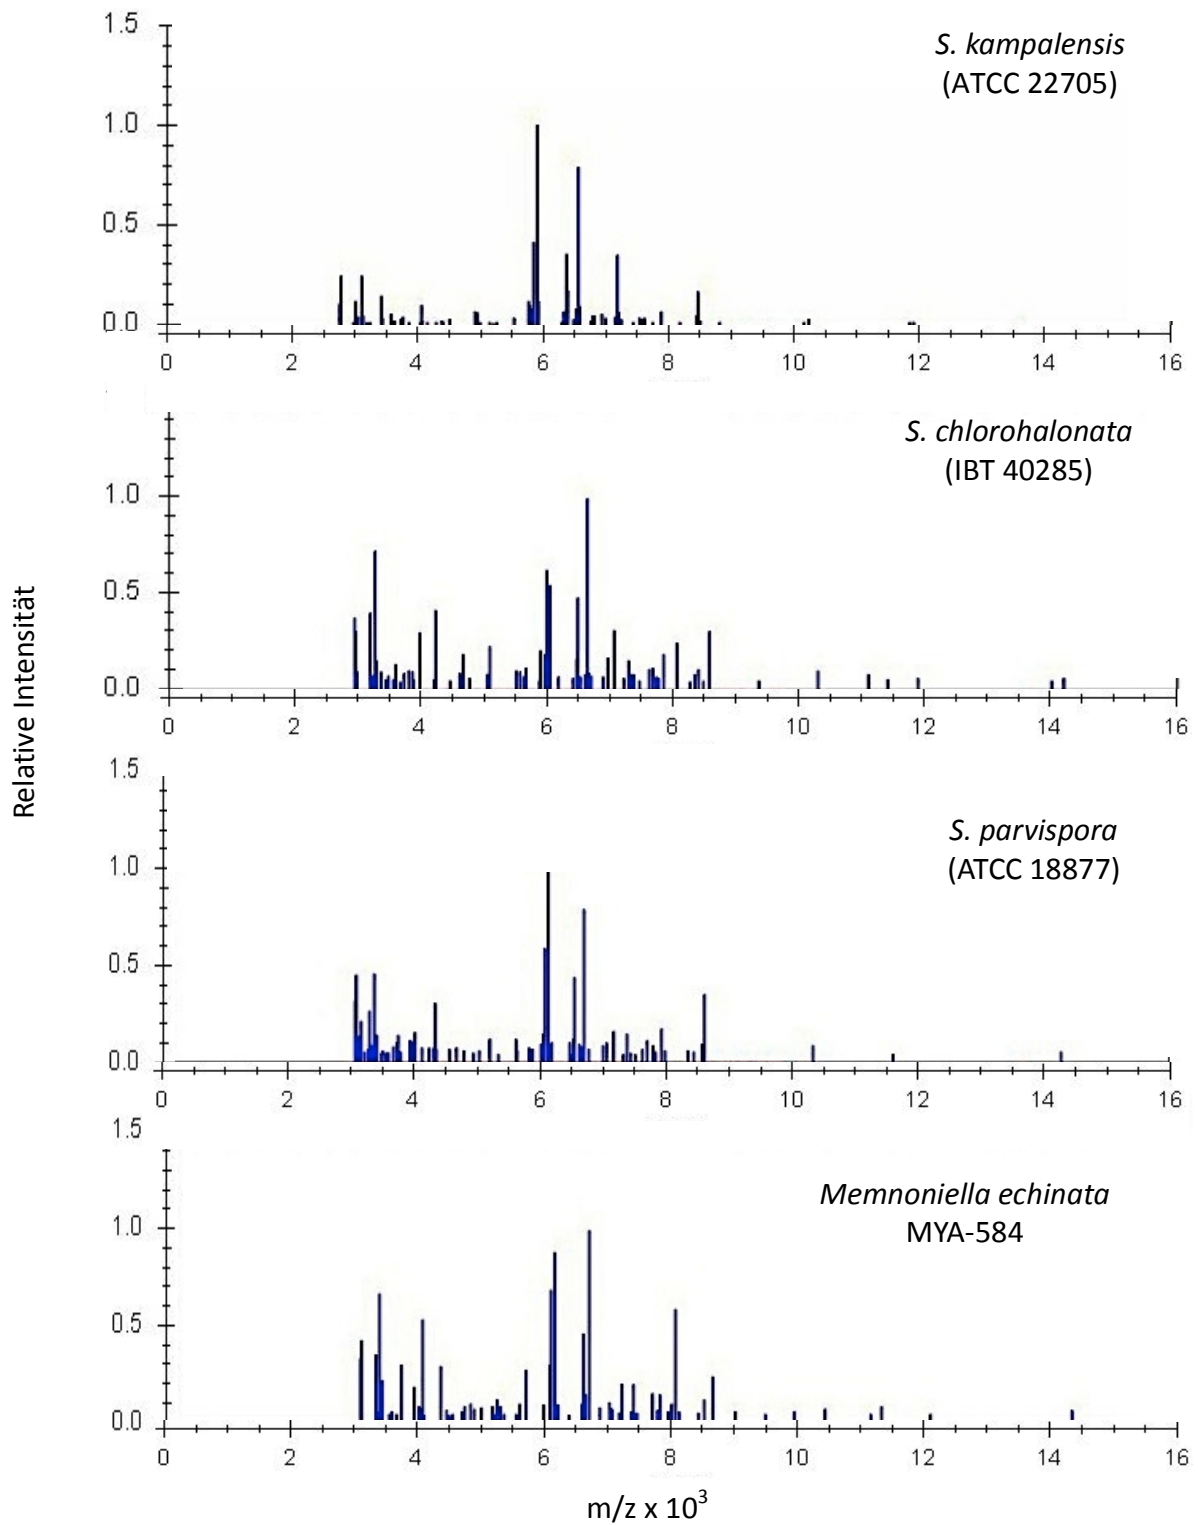 1.5
S. kampalensis
(ATCC 22705)
1.0
0.5
0.0
0 2 4 6 8 10 12 14 16
S. chlorohalonata
(IBT 40285)
1.0
0.5
0.0
0 2 4 6 8 10 12 14 16
Relative Intensität
1.5
S. parvispora
(ATCC 18877)
1.0
0.5
0.0
0 2 4 6 8 10 12 14 16
1.5
Memnoniella echinata
MYA-584
1.0
0.5
0.0
0 2 4 6 8 10 12 14 16
m/z x 10³